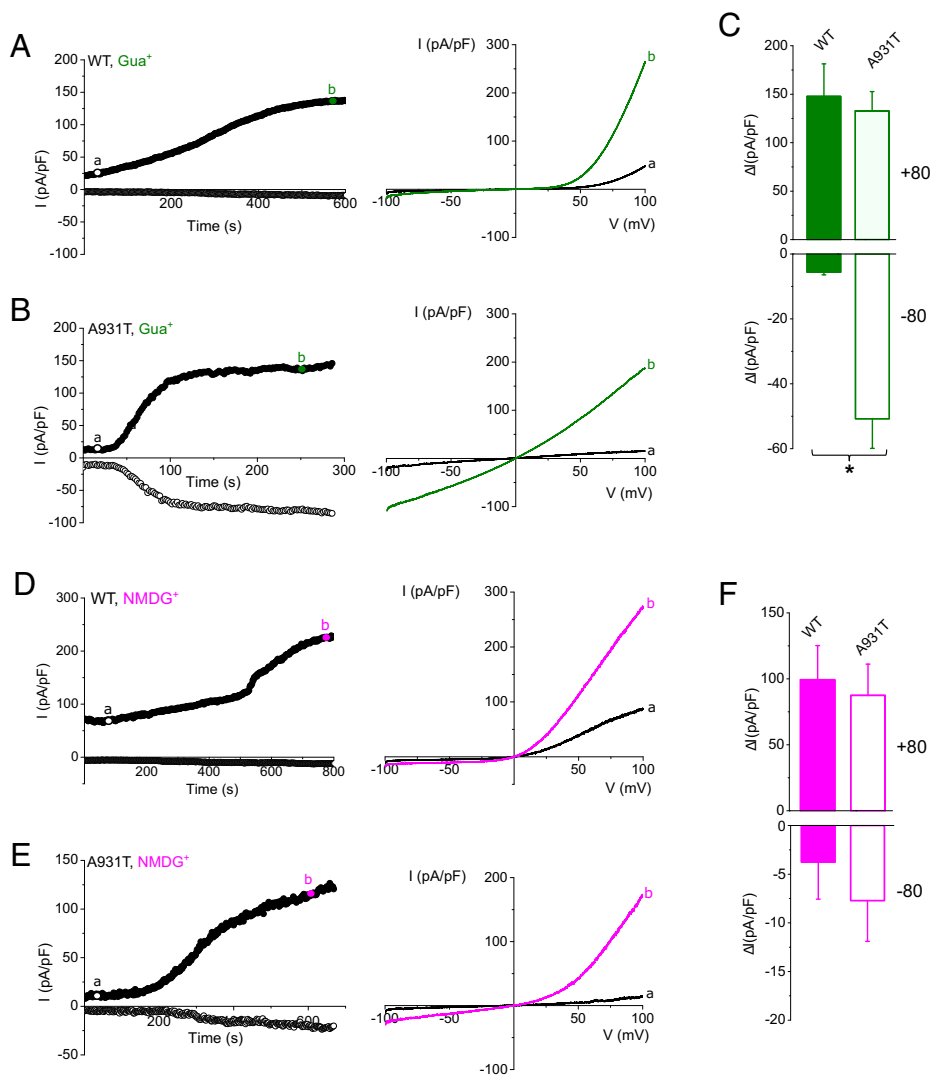 A
WT, Gua⁺
I (pA/pF)
200
150
100
50
0
-50
-100
a
b
200
400
600
Time (s)
I (pA/pF)
300
200
100
-100
-100
-50
50
100
V (mV)
b
a
C
WT
A931T
ΔI(pA/pF)
200
150
100
50
0
+80
ΔI(pA/pF)
0
-20
-40
-60
-80
*
B
A931T, Gua⁺
I (pA/pF)
200
150
100
50
0
-50
-100
a
b
100
200
300
Time (s)
I (pA/pF)
300
200
100
-100
-100
-50
50
100
V (mV)
b
a
D
WT, NMDG⁺
I (pA/pF)
300
200
100
0
-100
a
b
200
400
600
800
Time (s)
I (pA/pF)
300
200
100
-100
-100
-50
50
100
V (mV)
b
a
F
WT
A931T
ΔI(pA/pF)
150
100
50
0
+80
ΔI(pA/pF)
0
-5
-10
-15
-20
-80
E
A931T, NMDG⁺
I (pA/pF)
150
100
50
0
-50
a
b
200
600
Time (s)
I (pA/pF)
200
100
-100
-100
-50
50
100
V (mV)
b
a